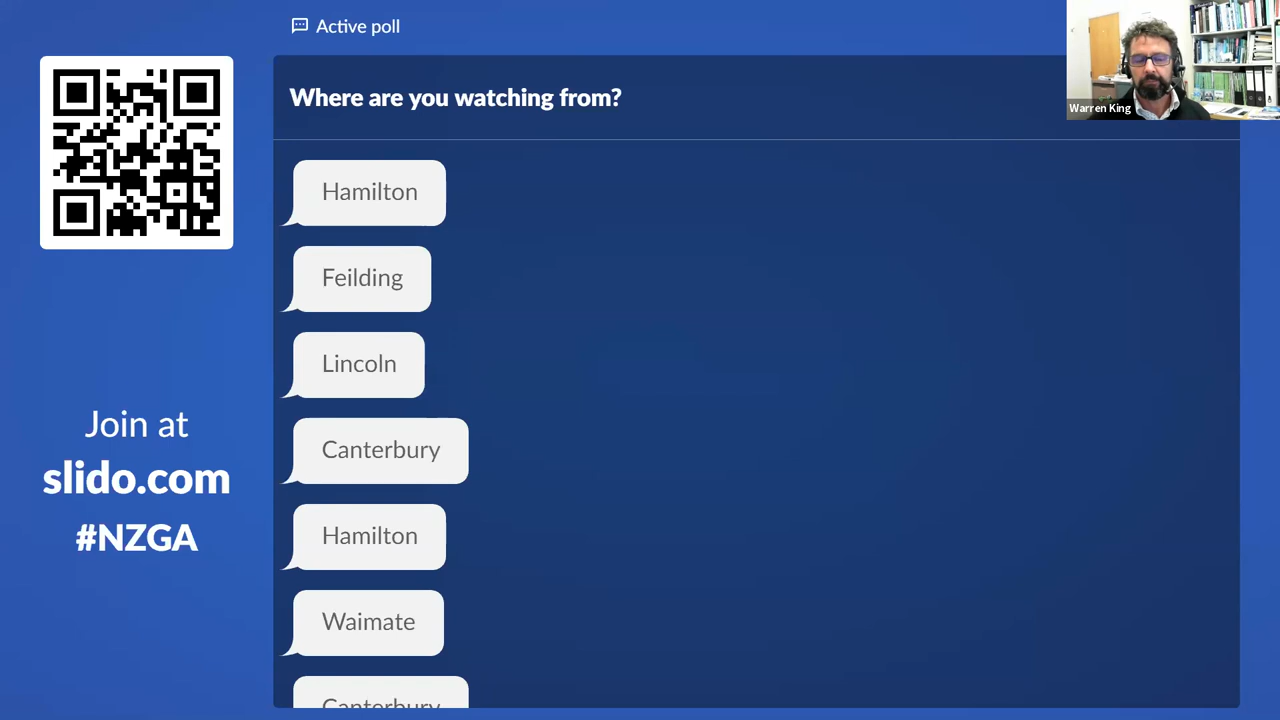 Active poll
Where are you watching from?
Warren King
Hamilton
Feilding
Lincoln
Canterbury
Hamilton
Waimate
Canterbury
Join at
slido.com
#NZGA